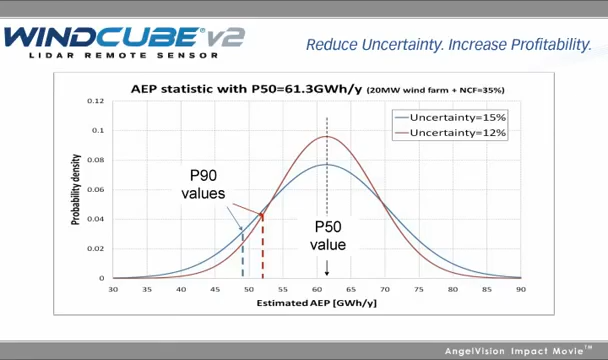 WINDCUBE® v2
LIDAR REMOTE SENSOR
Reduce Uncertainty. Increase Profitability.
AEP statistic with P50=61.3GWh/y (20MW wind farm + NCF=35%)
0.12
0.1
0.08
0.06
0.04
0.02
0
Probability density
Uncertainty=15%
Uncertainty=12%
P90
values
P50
value
30 35 40 45 50 55 60 65 70 75 80 85 90
Estimated AEP [GWh/y]
AngelVision Impact Movie™